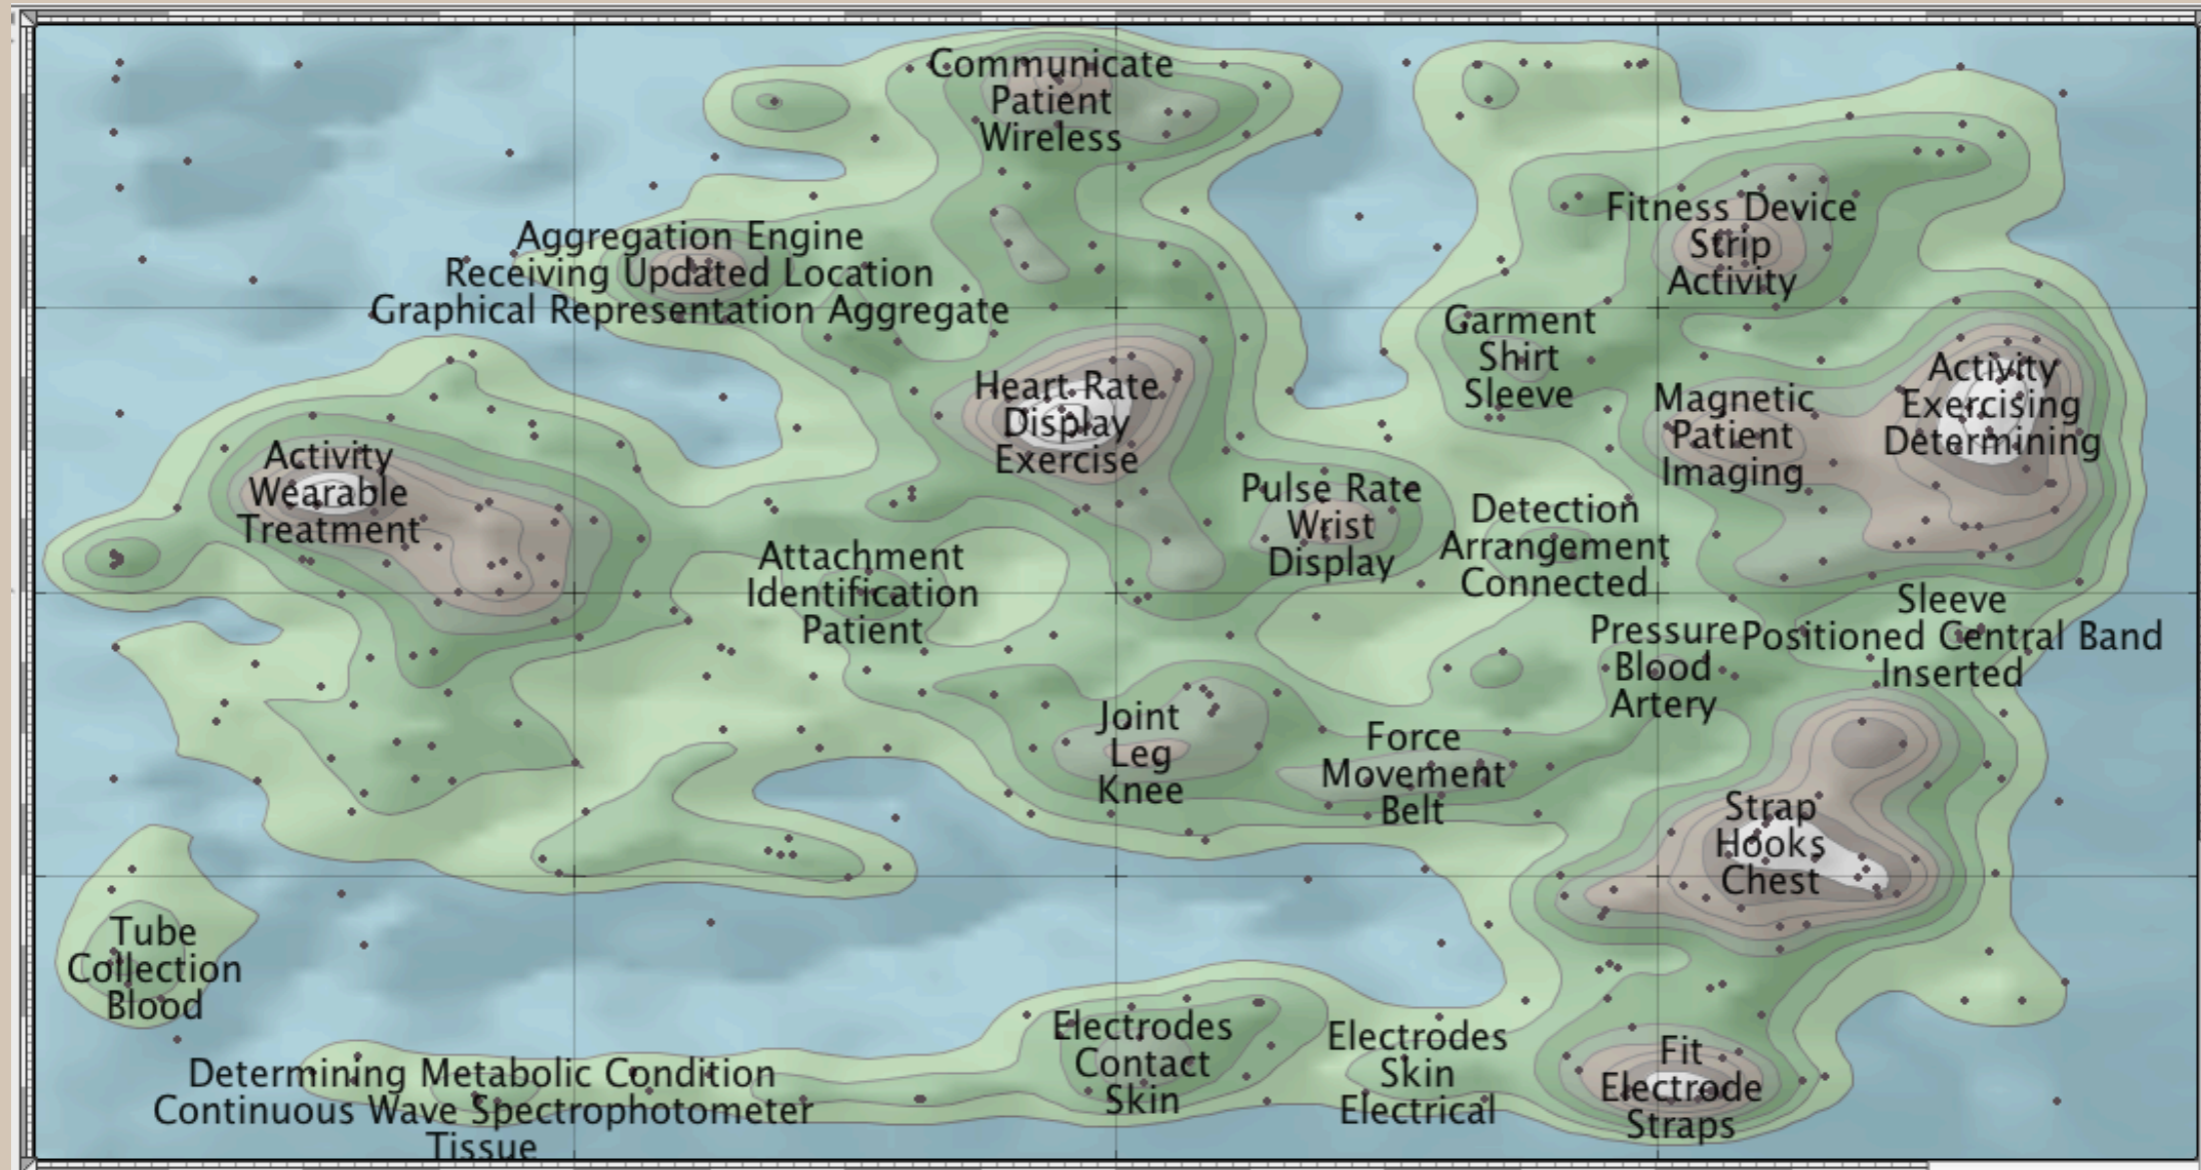 Communicate
Patient
Wireless
Fitness Device
Strip
Activity
Aggregation Engine
Receiving Updated Location
Graphical Representation Aggregate
Garment
Shirt
Sleeve
Heart Rate
Display
Exercise
Activity
Exercising
Determining
Magnetic
Patient
Imaging
Activity
Wearable
Treatment
Pulse Rate
Wrist
Display
Detection
Arrangement
Connected
Attachment
Identification
Patient
Sleeve
Positioned Central Band
Inserted
Pressure
Blood
Artery
Joint
Leg
Knee
Force
Movement
Belt
Strap
Hooks
Chest
Tube
Collection
Blood
Electrodes
Contact
Skin
Electrodes
Skin
Electrical
Fit
Electrode
Straps
Determining Metabolic Condition
Continuous Wave Spectrophotometer
Tissue